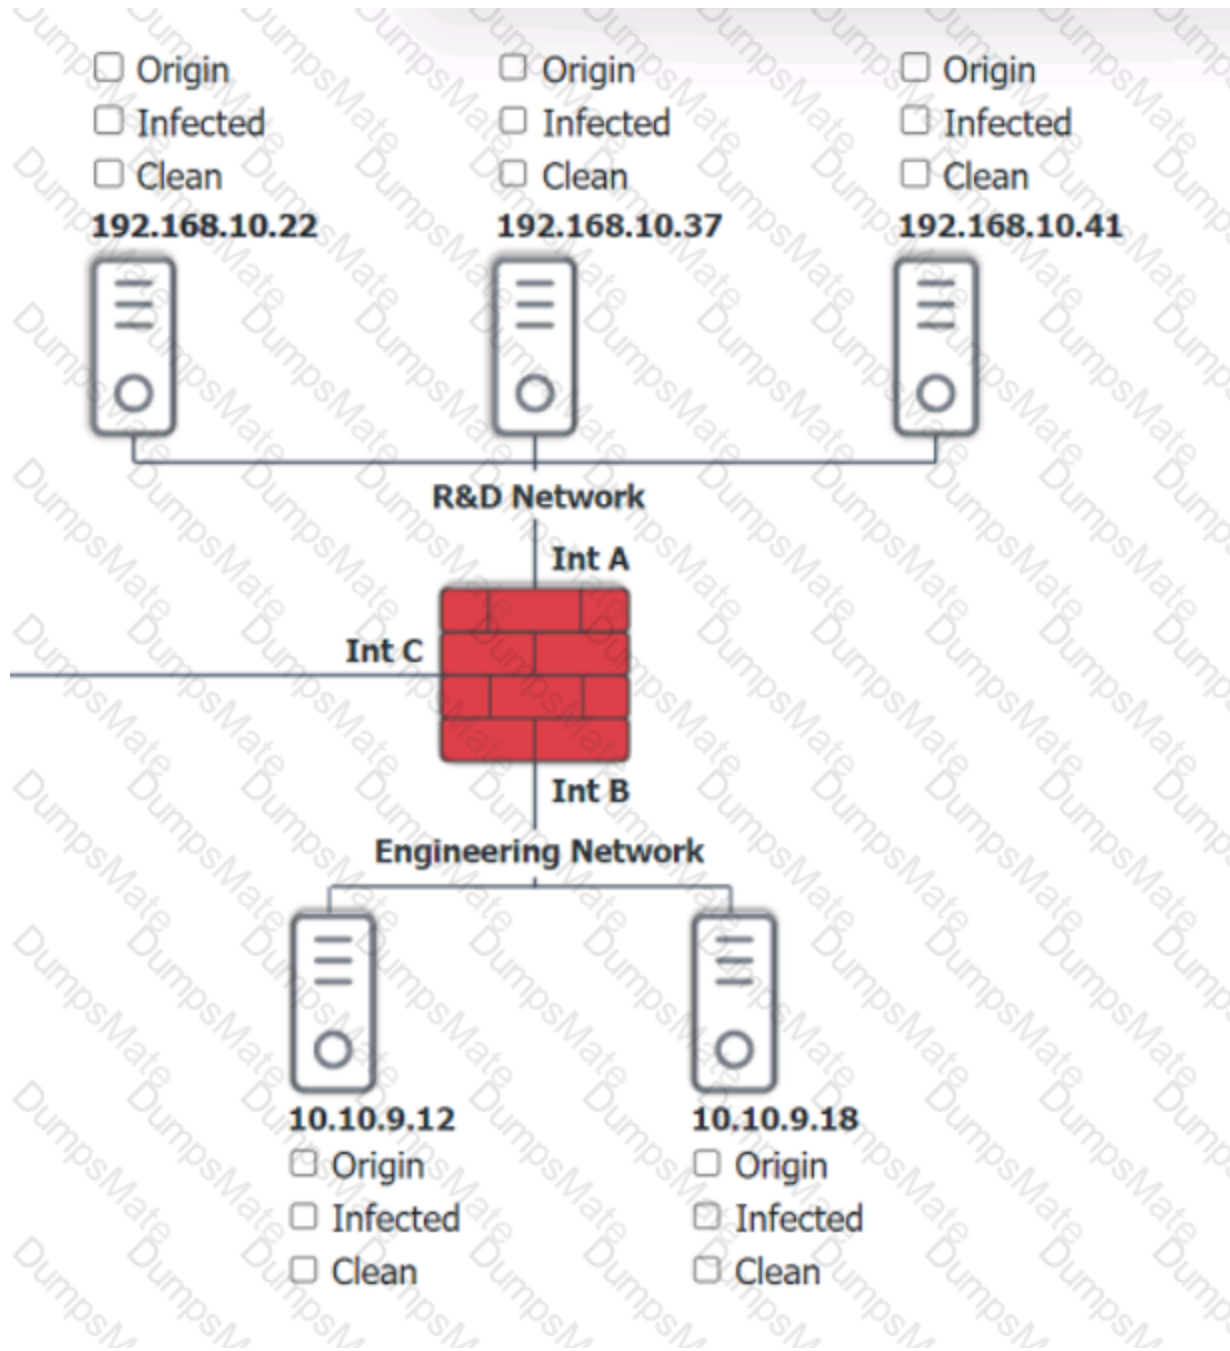 Origin Origin Origin
Infected Infected Infected
Clean Clean Clean
192.168.10.22 192.168.10.37 192.168.10.41
R&D Network
Int A
Int C
Int B
Engineering Network
10.10.9.12 10.10.9.18
Origin Origin
Infected Infected
Clean Clean
DumpsMate